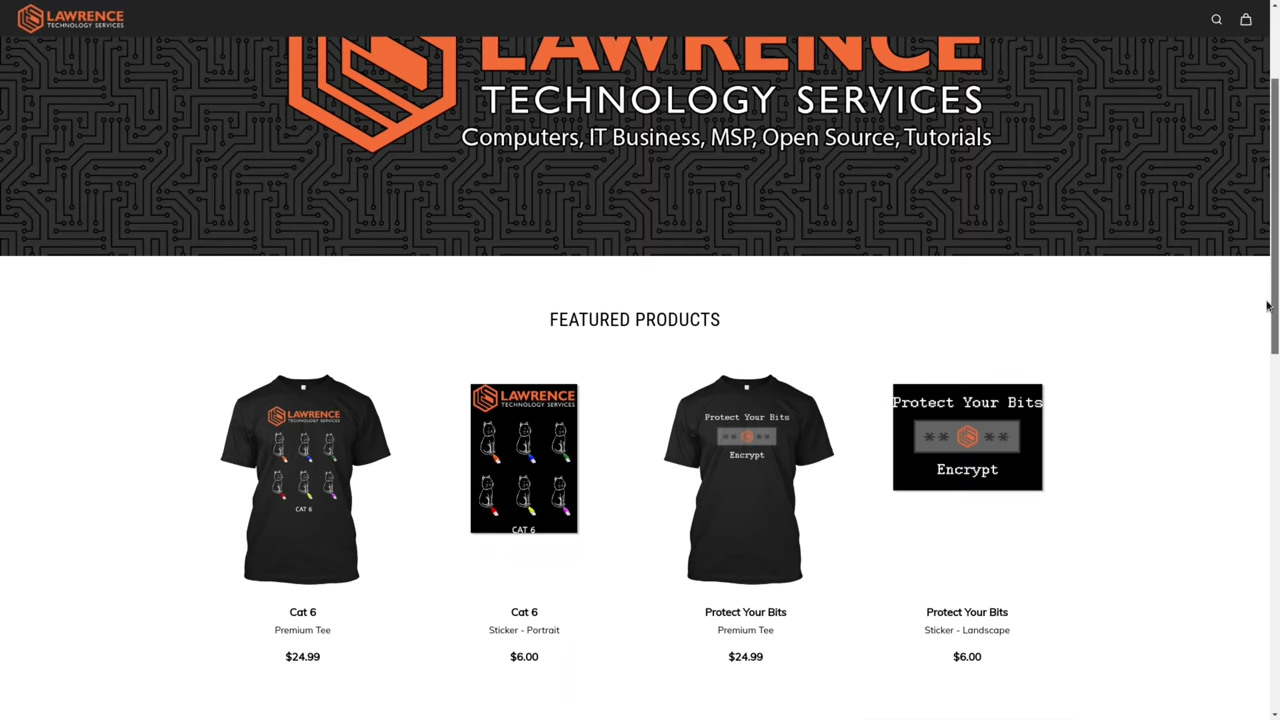 LAWRENCE
TECHNOLOGY SERVICES
LAWRENCE
TECHNOLOGY SERVICES
Computers, IT Business, MSP, Open Source, Tutorials
FEATURED PRODUCTS
LAWRENCE
TECHNOLOGY SERVICES
CAT 6
LAWRENCE
TECHNOLOGY SERVICES
CAT 6
Protect Your Bits
** **
Encrypt
Protect Your Bits
** **
Encrypt
Cat 6
Premium Tee
$24.99
Cat 6
Sticker - Portrait
$6.00
Protect Your Bits
Premium Tee
$24.99
Protect Your Bits
Sticker - Landscape
$6.00